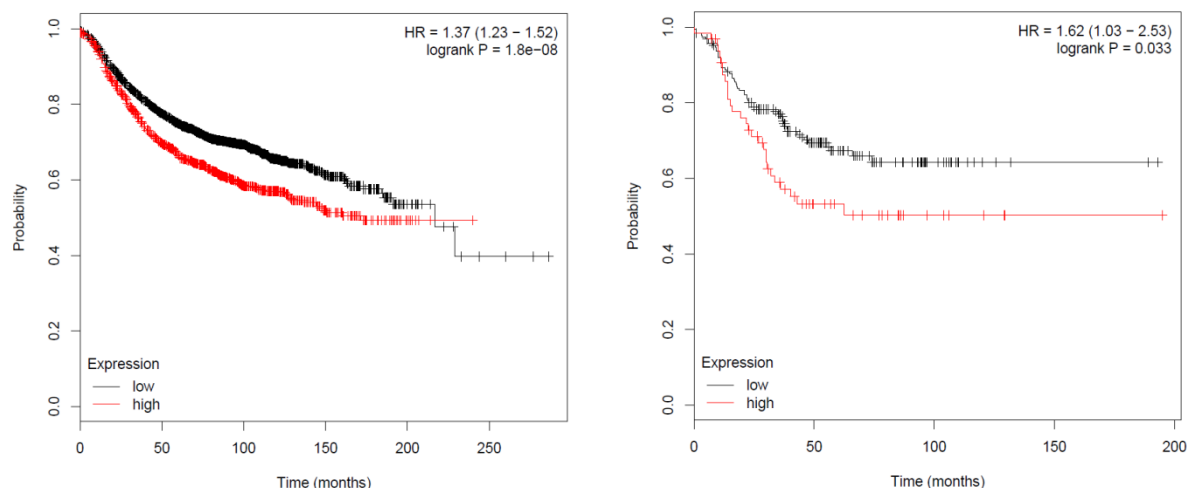 HR = 1.37 (1.23 − 1.52)
logrank P = 1.8e−08
Probability
1.0
0.8
0.6
0.4
0.2
0.0
Expression
low
high
0 50 100 150 200 250
Time (months)
HR = 1.62 (1.03 − 2.53)
logrank P = 0.033
Probability
1.0
0.8
0.6
0.4
0.2
0.0
Expression
low
high
0 50 100 150 200
Time (months)